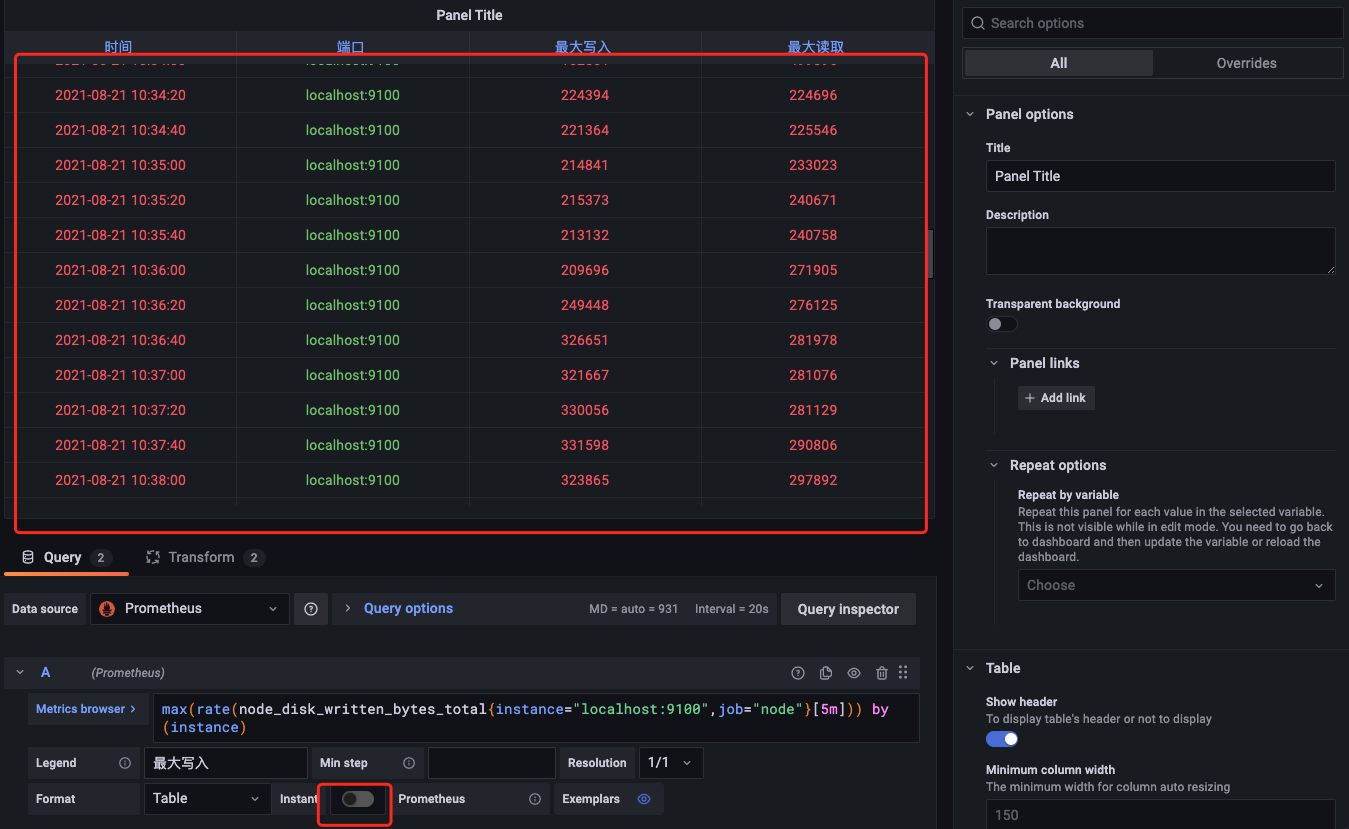 Panel Title
时间 端口 最大写入 最大读取
localhost:9100
2021-08-21 10:34:20 localhost:9100 224394 224696
2021-08-21 10:34:40 localhost:9100 221364 225546
2021-08-21 10:35:00 localhost:9100 214841 233023
2021-08-21 10:35:20 localhost:9100 215373 240671
2021-08-21 10:35:40 localhost:9100 213132 240758
2021-08-21 10:36:00 localhost:9100 209696 271905
2021-08-21 10:36:20 localhost:9100 249448 276125
2021-08-21 10:36:40 localhost:9100 326651 281978
2021-08-21 10:37:00 localhost:9100 321667 281076
2021-08-21 10:37:20 localhost:9100 330056 281129
2021-08-21 10:37:40 localhost:9100 331598 290806
2021-08-21 10:38:00 localhost:9100 323865 297892
Query 2 Transform 2
Data source Prometheus Query options MD = auto = 931 Interval = 20s Query inspector
A (Prometheus)
Metrics browser max(rate(node_disk_written_bytes_total{instance="localhost:9100",job="node"}[5m])) by
(instance)
Legend 最大写入 Min step Resolution 1/1
Format Table Instant Prometheus Exemplars
Search options
All Overrides
Panel options
Title
Panel Title
Description
Transparent background
Panel links
+ Add link
Repeat options
Repeat by variable
Repeat this panel for each value in the selected variable.
This is not visible while in edit mode. You need to go back
to dashboard and then update the variable or reload the
dashboard.
Choose
Table
Show header
To display table's header or not to display
Minimum column width
The minimum width for column auto resizing
150